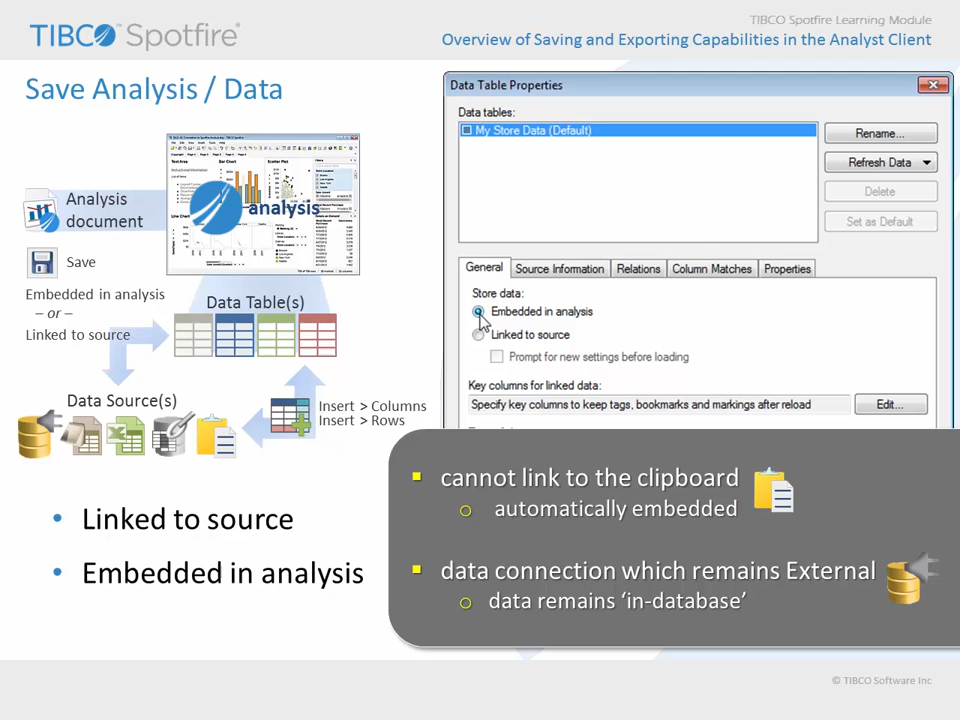 TIBCO Spotfire®
TIBCO Spotfire Learning Module
Overview of Saving and Exporting Capabilities in the Analyst Client
Save Analysis / Data
Analysis
document
analysis
Save
Embedded in analysis
– or –
Linked to source
Data Table(s)
Data Source(s)
Insert > Columns
Insert > Rows
• Linked to source
• Embedded in analysis
Data Table Properties
Data tables:
My Store Data (Default)
Rename...
Refresh Data
Delete
Set as Default
General
Source Information
Relations
Column Matches
Properties
Store data:
Embedded in analysis
Linked to source
Prompt for new settings before loading
Key columns for linked data:
Specify key columns to keep tags, bookmarks and markings after reload
Edit...
cannot link to the clipboard
o automatically embedded
data connection which remains External
o data remains ‘in-database’
© TIBCO Software Inc